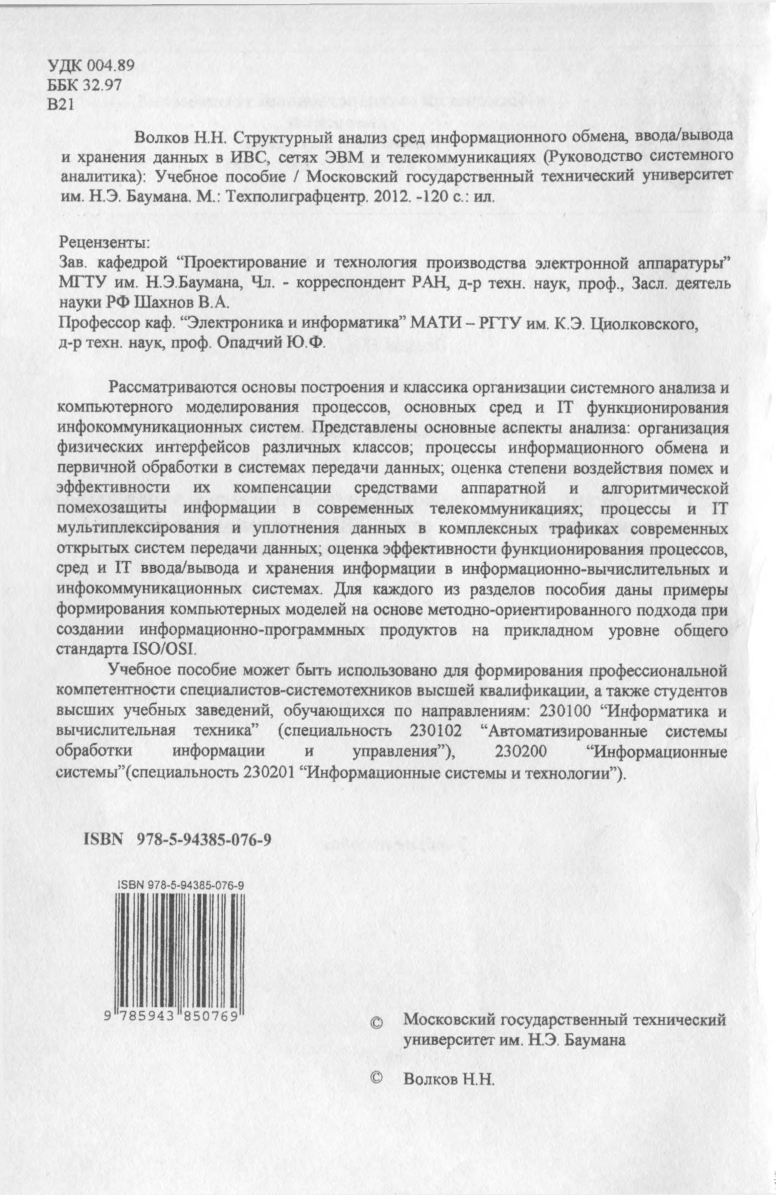 УДК 004.89
ББК 32.97
В21
Волков Н.Н. Структурный анализ сред информационного обмена, ввода/вывода
и хранения данных в ИВС, сетях ЭВМ и телекоммуникациях (Руководство системного
аналитика): Учебное пособие / Московский государственный технический университет
им. Н.Э. Баумана. М.: Техполиграфцентр. 2012. -120 с.: ил.
Рецензенты:
Зав. кафедрой “Проектирование и технология производства электронной аппаратуры”
МГТУ им. Н.Э.Баумана, Чл. - корреспондент РАН, д-р техн. наук, проф., Засл. деятель
науки РФ Шахнов В.А.
Профессор каф. “Электроника и информатика” МАТИ – РГТУ им. К.Э. Циолковского,
д-р техн. наук, проф. Опадчий Ю.Ф.
Рассматриваются основы построения и классика организации системного анализа и
компьютерного моделирования процессов, основных сред и IT функционирования
инфокоммуникационных систем. Представлены основные аспекты анализа: организация
физических интерфейсов различных классов; процессы информационного обмена и
первичной обработки в системах передачи данных; оценка степени воздействия помех и
эффективности их компенсации средствами аппаратной и алгоритмической
помехозащиты информации в современных телекоммуникациях; процессы и IT
мультиплексирования и уплотнения данных в комплексных трафиках современных
открытых систем передачи данных; оценка эффективности функционирования процессов,
сред и IT ввода/вывода и хранения информации в информационно-вычислительных и
инфокоммуникационных системах. Для каждого из разделов пособия даны примеры
формирования компьютерных моделей на основе методно-ориентированного подхода при
создании информационно-программных продуктов на прикладном уровне общего
стандарта ISO/OSI.
Учебное пособие может быть использовано для формирования профессиональной
компетентности специалистов-системотехников высшей квалификации, а также студентов
высших учебных заведений, обучающихся по направлениям: 230100 “Информатика и
вычислительная техника” (специальность 230102 “Автоматизированные системы
обработки информации и управления”), 230200 “Информационные
системы”(специальность 230201 “Информационные системы и технологии”).
ISBN 978-5-94385-076-9
ISBN 978-5-94385-076-9
9 785943 850769
© Московский государственный технический
университет им. Н.Э. Баумана
© Волков Н.Н.